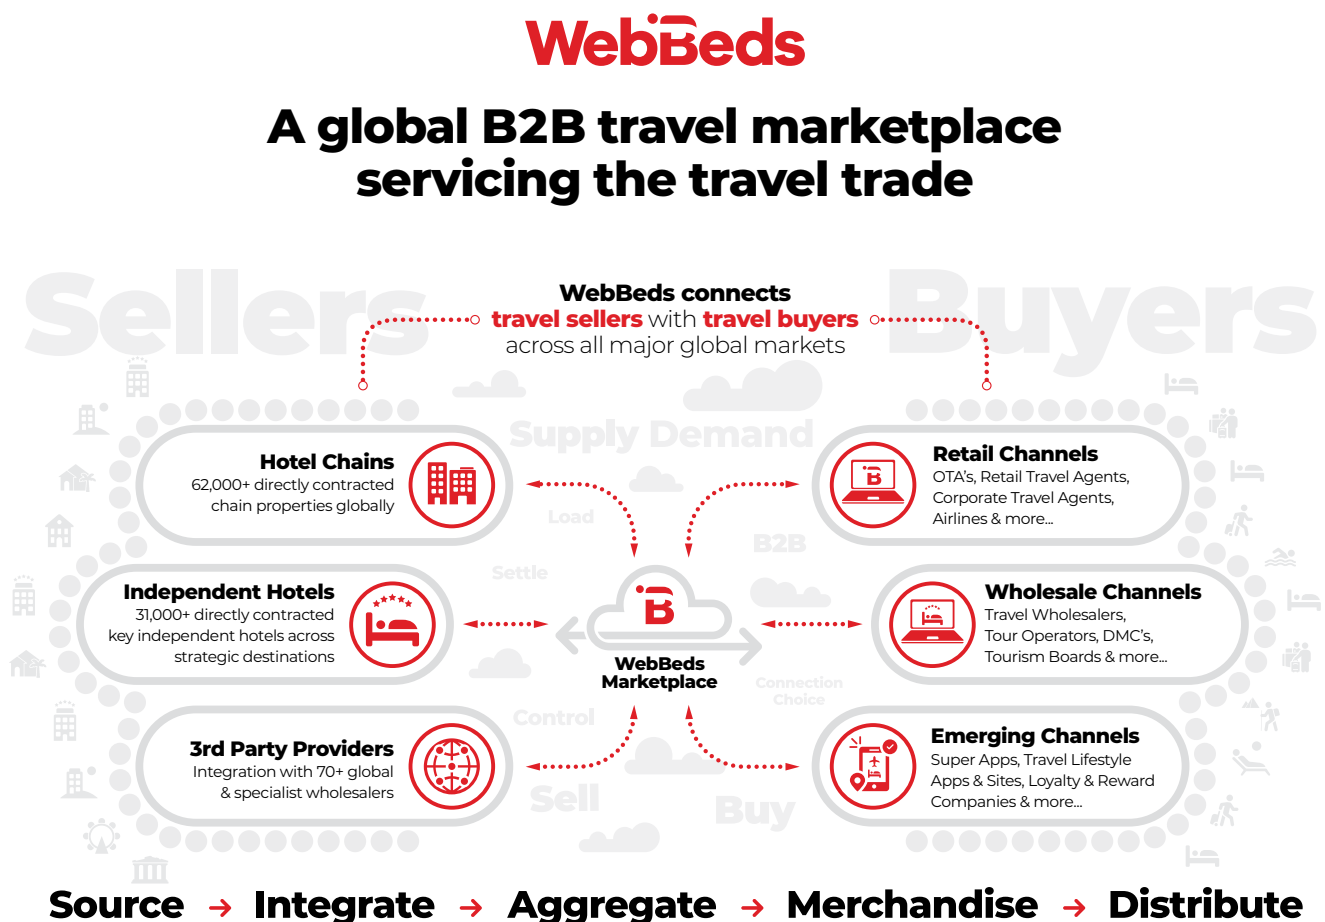 WebBeds
A global B2B travel marketplace
servicing the travel trade
Sellers
Buyers
WebBeds connects
travel sellers with travel buyers
across all major global markets
Supply Demand
Hotel Chains
62,000+ directly contracted
chain properties globally
Load
Settle
Independent Hotels
31,000+ directly contracted
key independent hotels across
strategic destinations
Control
3rd Party Providers
Integration with 70+ global
& specialist wholesalers
Sell
B
WebBeds
Marketplace
B2B
Connection
Choice
Buy
B
Retail Channels
OTA's, Retail Travel Agents,
Corporate Travel Agents,
Airlines & more...
Wholesale Channels
Travel Wholesalers,
Tour Operators, DMC's,
Tourism Boards & more...
Emerging Channels
Super Apps, Travel Lifestyle
Apps & Sites, Loyalty & Reward
Companies & more...
Source → Integrate → Aggregate → Merchandise → Distribute